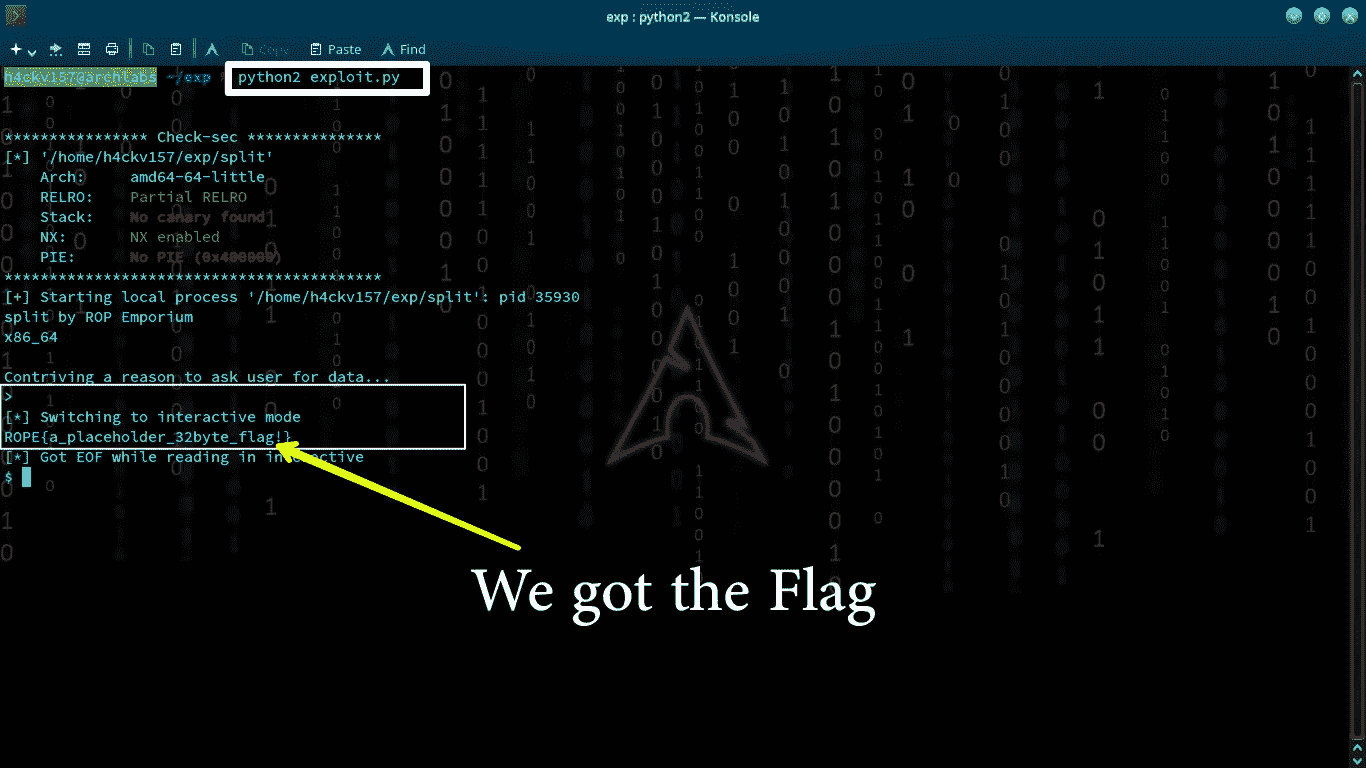 exp : python2 — Konsole
Copy Paste Find
h4ckv157@archlabs ~/exp python2 exploit.py
**************** Check-sec ***************
[*] '/home/h4ckv157/exp/split'
Arch: amd64-64-little
RELRO: Partial RELRO
Stack: No canary found
NX: NX enabled
PIE: No PIE (0x400000)
******************************************
[+] Starting local process '/home/h4ckv157/exp/split': pid 35930
split by ROP Emporium
x86_64
Contriving a reason to ask user for data...
>
[*] Switching to interactive mode
ROPE{a_placeholder_32byte_flag!}
[*] Got EOF while reading in interactive
$
We got the Flag